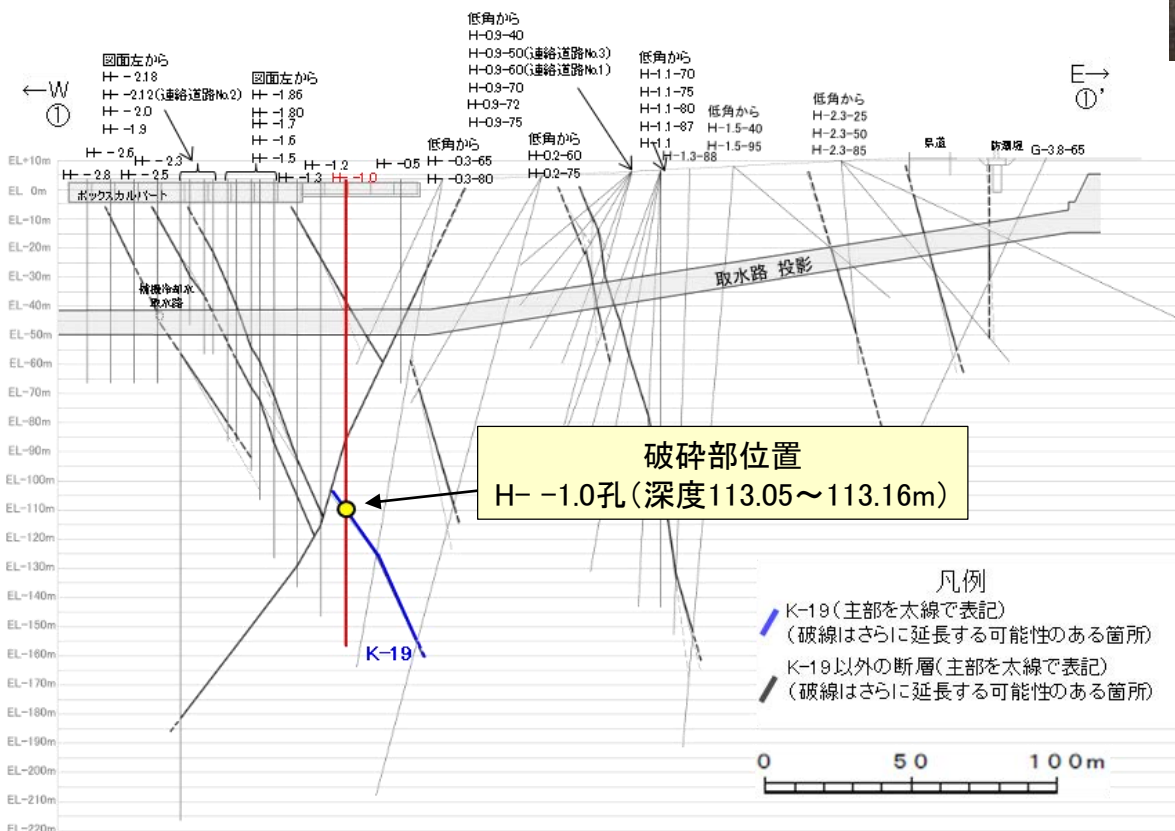 ←W
①
図面左から
H- -2.18
H- -2.12(連絡道路No.2)
H- -2.0
H- -1.9
図面左から
H- -1.86
H- -1.80
H- -1.7
H- -1.6
H- -1.5
低角から
H-0.9-40
H-0.9-50(連絡道路No.3)
H-0.9-60(連絡道路No.1)
H-0.9-70
H-0.9-72
H-0.9-75
低角から
H-1.1-70
H-1.1-75
H-1.1-80
H-1.1-87
H-1.1
低角から
H-1.5-40
H-1.5-95
低角から
H-2.3-25
H-2.3-50
H-2.3-85
E→
①'
H- -2.6
H- -2.3
H- -2.8
H- -2.5
H- -1.2
H- -0.5
H- -1.3
H- -1.0
低角から
H- -0.3-65
H- -0.3-80
低角から
H-0.2-60
H-0.2-75
H-1.3-88
県道
防潮堤
G-3.8-65
ボックスカルバート
補機冷却水
取水路
取水路 投影
EL+10m
EL 0m
EL-10m
EL-20m
EL-30m
EL-40m
EL-50m
EL-60m
EL-70m
EL-80m
EL-90m
EL-100m
EL-110m
EL-120m
EL-130m
EL-140m
EL-150m
EL-160m
EL-170m
EL-180m
EL-190m
EL-200m
EL-210m
EL-220m
破砕部位置
H- -1.0孔(深度113.05~113.16m)
K-19
凡例
K-19(主部を太線で表記)
(破線はさらに延長する可能性のある箇所)
K-19以外の断層(主部を太線で表記)
(破線はさらに延長する可能性のある箇所)
0 50 100m